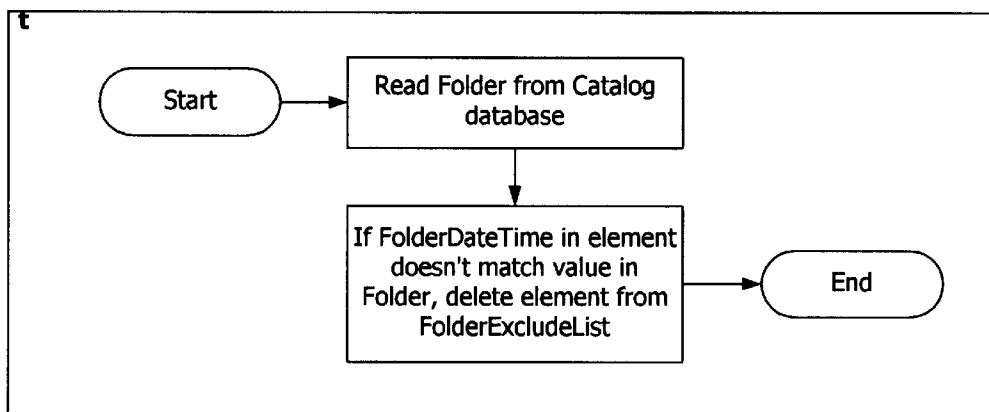 t
Start
Read Folder from Catalog
database
If FolderDateTime in element
doesn't match value in
Folder, delete element from
FolderExcludeList
End